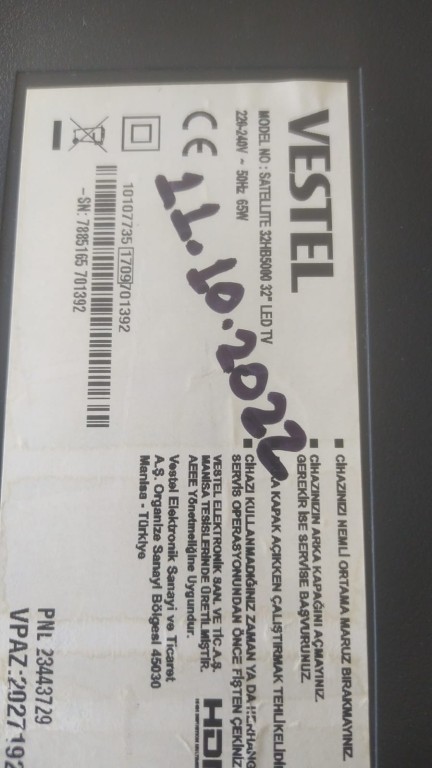 VESTEL
MODEL NO : SATELLITE 32HB5000 32" LED TV
220-240V ~ 50Hz 65W
CE
11.10.2022
10107735 1709 701392
-SN: 7885165 701392
■ CİHAZINIZI NEMLİ ORTAMA MARUZ BIRAKMAYINIZ.
■ CİHAZINIZIN ARKA KAPAĞINI AÇMAYINIZ.
GEREKİR İSE SERVİSE BAŞVURUNUZ.
KAPAK AÇIKKEN ÇALIŞTIRMAK TEHLİKELİDİR
■ CİHAZI KULLANMADIĞINIZ ZAMAN YA DA
SERVİS OPERASYONUNDAN ÖNCE FİŞTEN ÇEKİNİZ
VESTEL ELEKTRONİK SAN. VE TİC. A.Ş.
MANİSA TESİSLERİNDE ÜRETİLMİŞTİR.
AEEE Yönetmeliğine Uygundur.
Vestel Elektronik Sanayi ve Ticaret
A.Ş. Organize Sanayi Bölgesi 45030
Manisa - Türkiye
PNL 23443729